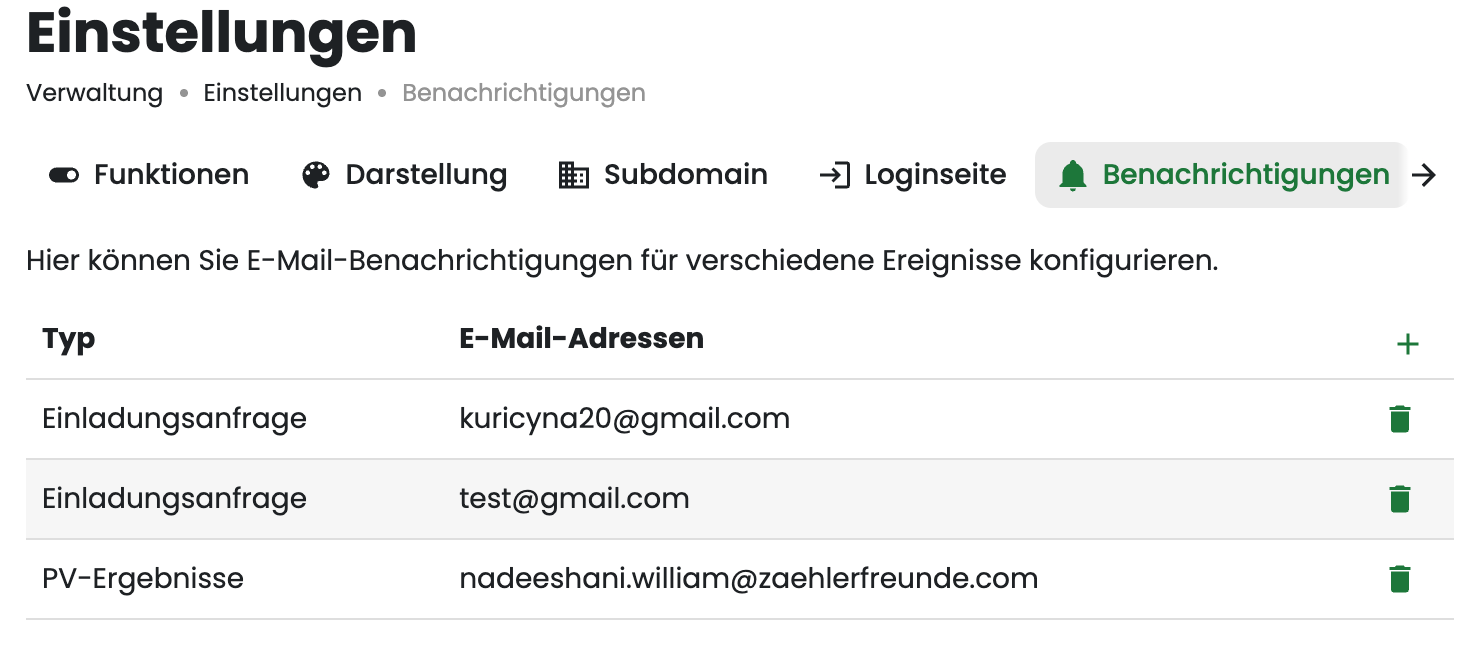 Einstellungen
Verwaltung • Einstellungen • Benachrichtigungen
Funktionen Darstellung Subdomain Loginseite Benachrichtigungen
Hier können Sie E-Mail-Benachrichtigungen für verschiedene Ereignisse konfigurieren.
Typ E-Mail-Adressen
Einladungsanfrage kuricyna20@gmail.com
Einladungsanfrage test@gmail.com
PV-Ergebnisse nadeeshani.william@zaehlerfreunde.com